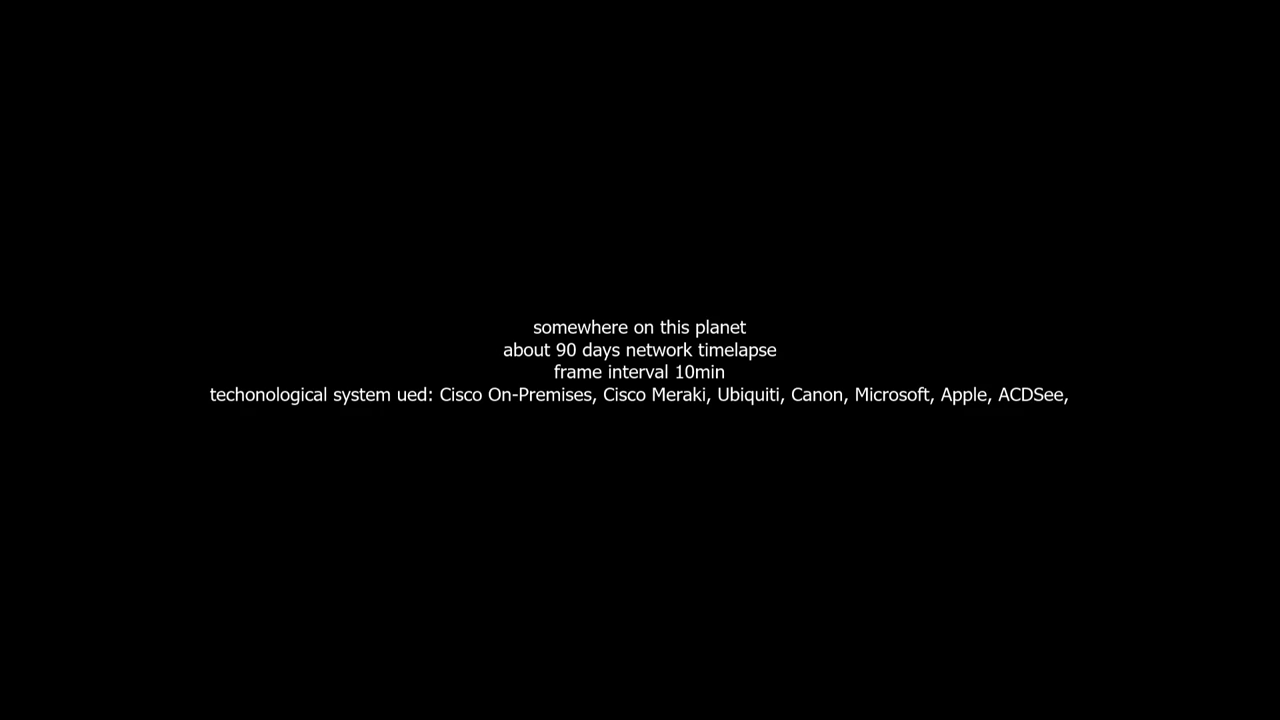 somewhere on this planet
about 90 days network timelapse
frame interval 10min
techonological system ued: Cisco On-Premises, Cisco Meraki, Ubiquiti, Canon, Microsoft, Apple, ACDSee,